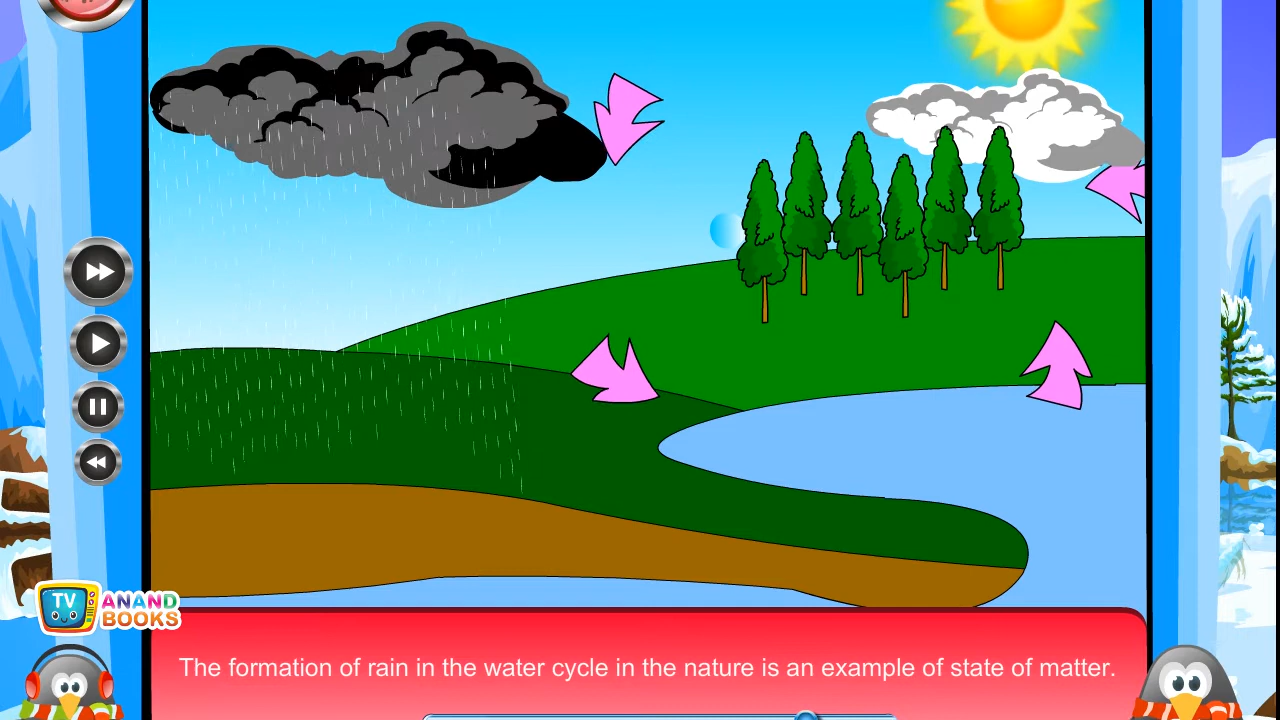 TV
ANAND
BOOKS
The formation of rain in the water cycle in the nature is an example of state of matter.